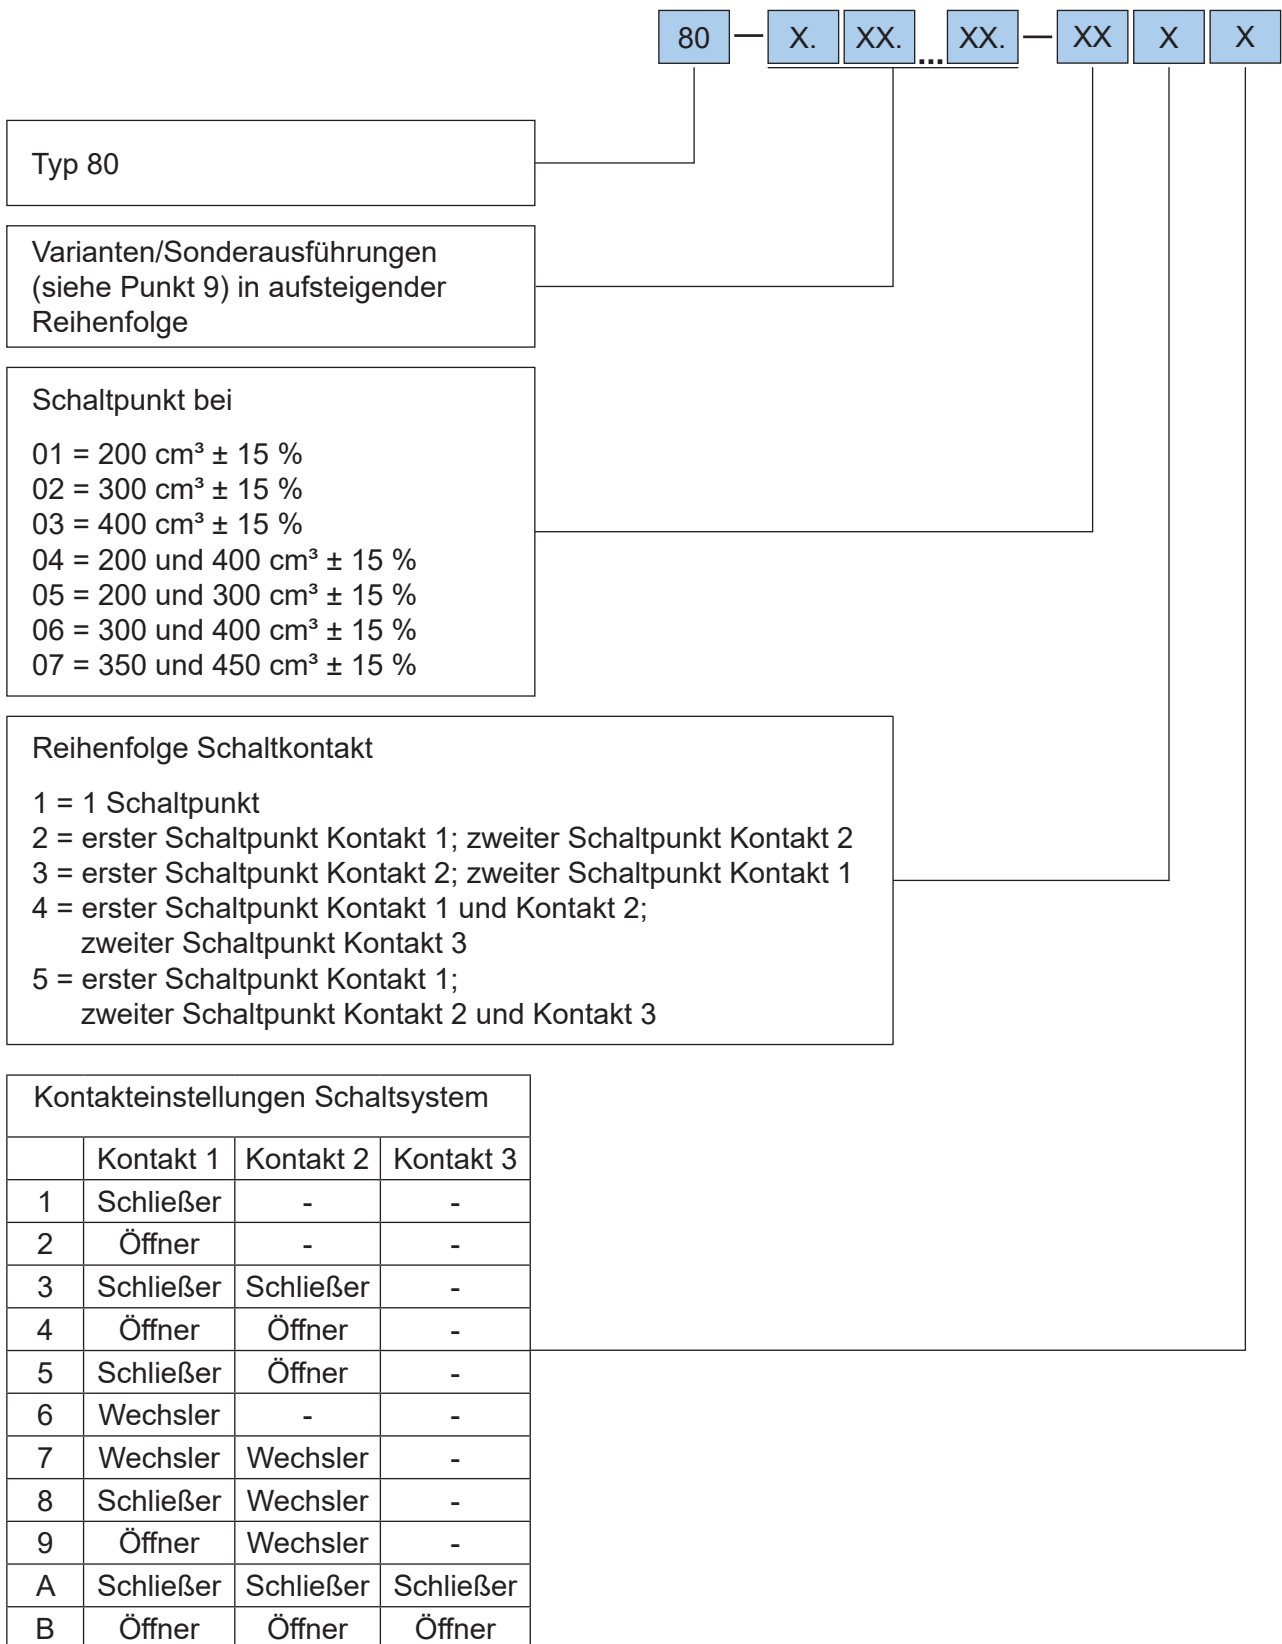 80 — X. XX. ... XX. — XX X X
Typ 80
Varianten/Sonderausführungen
(siehe Punkt 9) in aufsteigender
Reihenfolge
Schaltpunkt bei
01 = 200 cm³ ± 15 %
02 = 300 cm³ ± 15 %
03 = 400 cm³ ± 15 %
04 = 200 und 400 cm³ ± 15 %
05 = 200 und 300 cm³ ± 15 %
06 = 300 und 400 cm³ ± 15 %
07 = 350 und 450 cm³ ± 15 %
Reihenfolge Schaltkontakt
1 = 1 Schaltpunkt
2 = erster Schaltpunkt Kontakt 1; zweiter Schaltpunkt Kontakt 2
3 = erster Schaltpunkt Kontakt 2; zweiter Schaltpunkt Kontakt 1
4 = erster Schaltpunkt Kontakt 1 und Kontakt 2;
zweiter Schaltpunkt Kontakt 3
5 = erster Schaltpunkt Kontakt 1;
zweiter Schaltpunkt Kontakt 2 und Kontakt 3
Kontakteinstellungen Schaltsystem
Kontakt 1 Kontakt 2 Kontakt 3
1 Schließer - -
2 Öffner - -
3 Schließer Schließer -
4 Öffner Öffner -
5 Schließer Öffner -
6 Wechsler - -
7 Wechsler Wechsler -
8 Schließer Wechsler -
9 Öffner Wechsler -
A Schließer Schließer Schließer
B Öffner Öffner Öffner